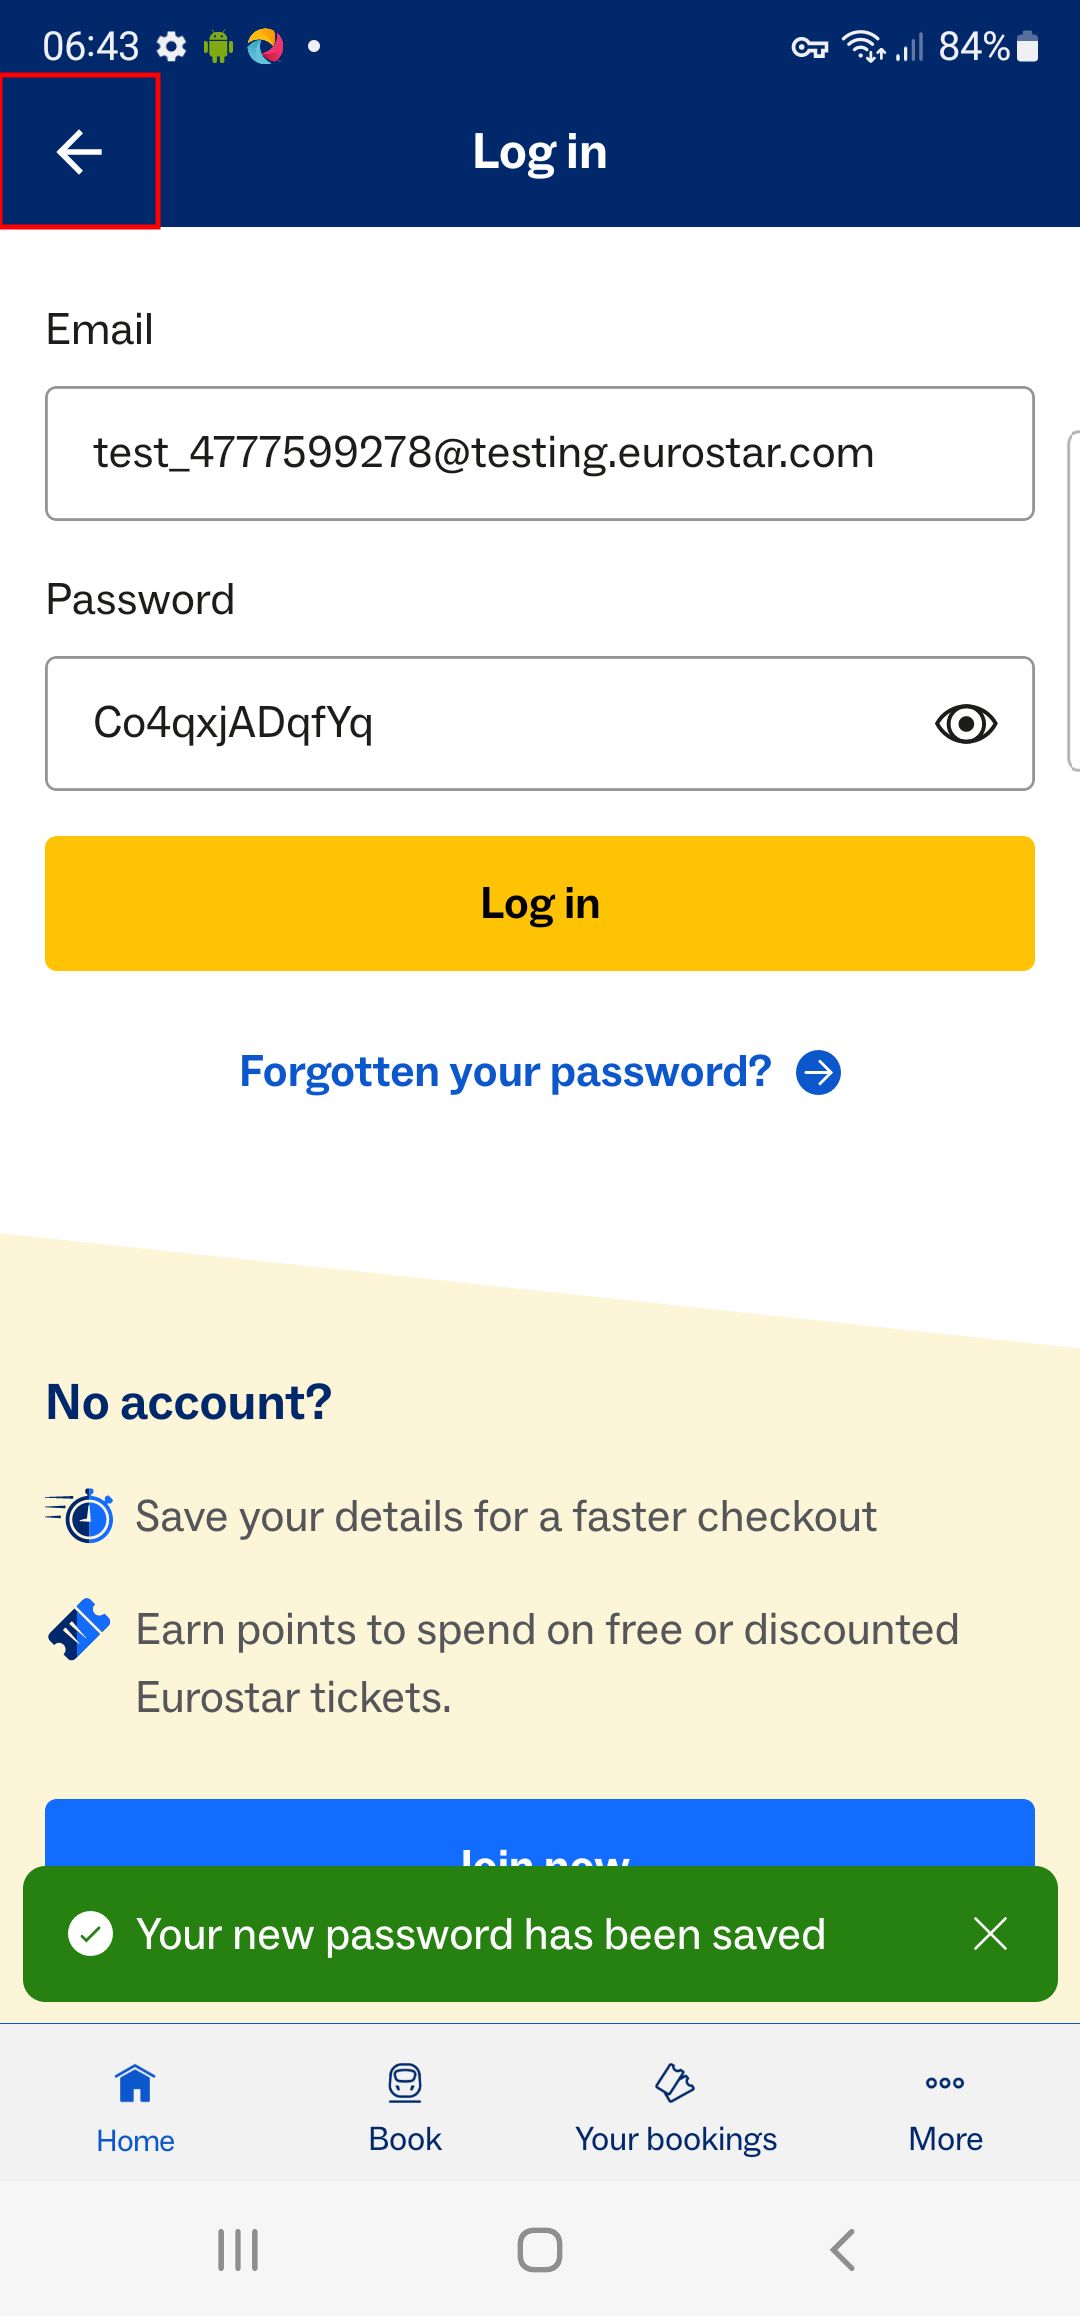 06:43
84%
Log in
Email
test_4777599278@testing.eurostar.com
Password
Co4qxjADqfYq
Log in
Forgotten your password?
No account?
Save your details for a faster checkout
Earn points to spend on free or discounted
Eurostar tickets.
Join now
Your new password has been saved
Home
Book
Your bookings
More